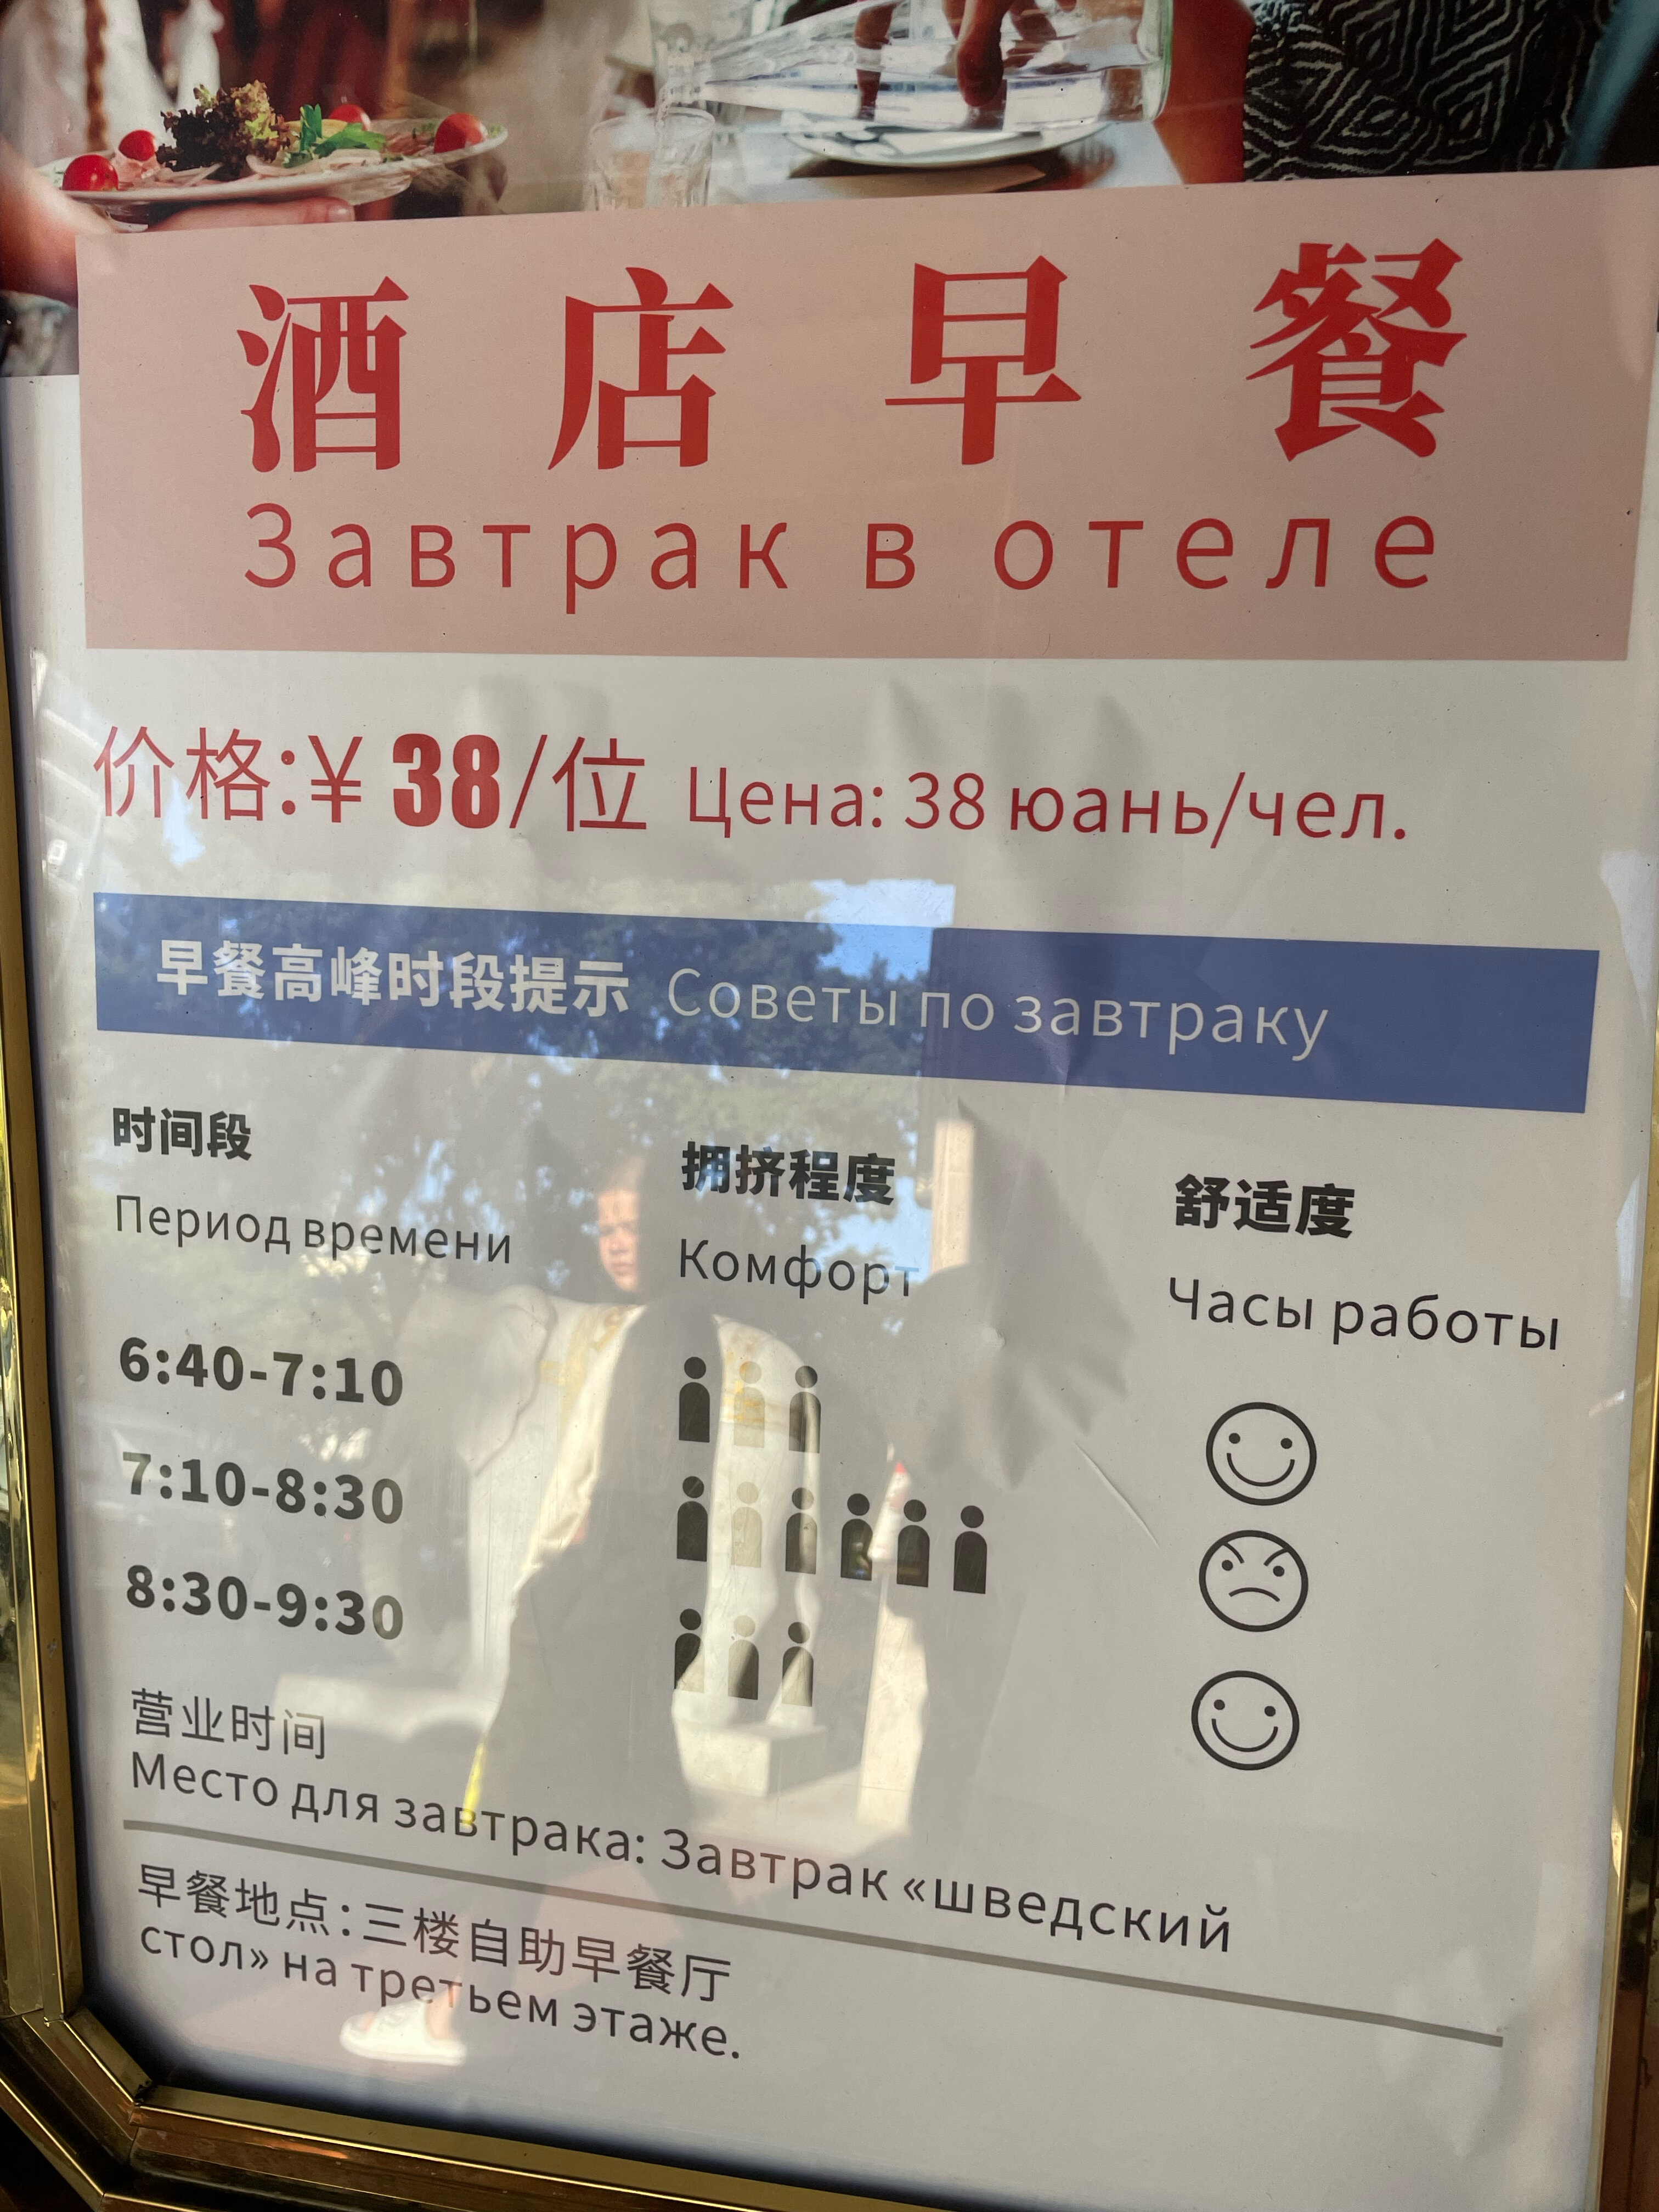 酒店早餐
Завтрак в отеле
价格:¥38/位 Цена: 38 юань/чел.
早餐高峰时段提示 Советы по завтраку
时间段 拥挤程度 舒适度
Период времени Комфорт Часы работы
6:40-7:10
7:10-8:30
8:30-9:30
营业时间
Место для завтрака: Завтрак «шведский
早餐地点:三楼自助早餐厅
стол» на третьем этаже.